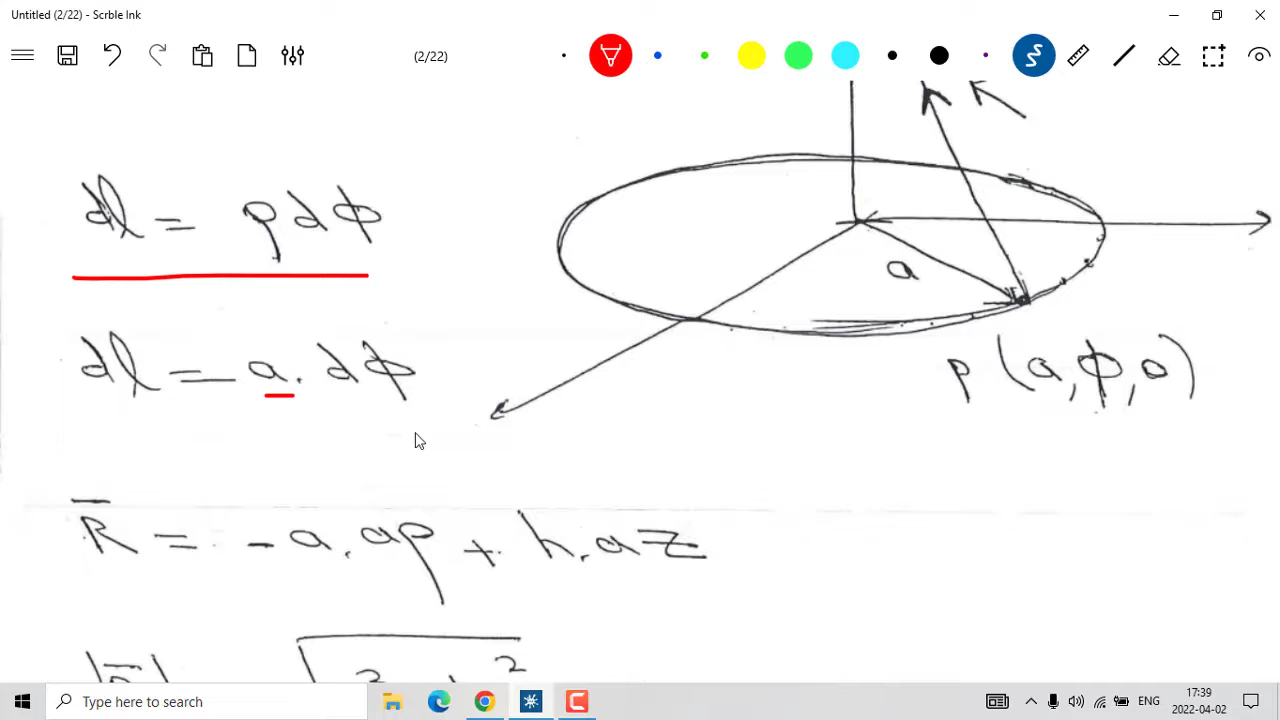 Untitled (2/22) - Scrble Ink
(2/22)
dl = ρdϕ
a
dl = a.dϕ
p(a,ϕ,0)
R̅ = -a.aρ + h.az
Type here to search
ENG
17:39
2022-04-02